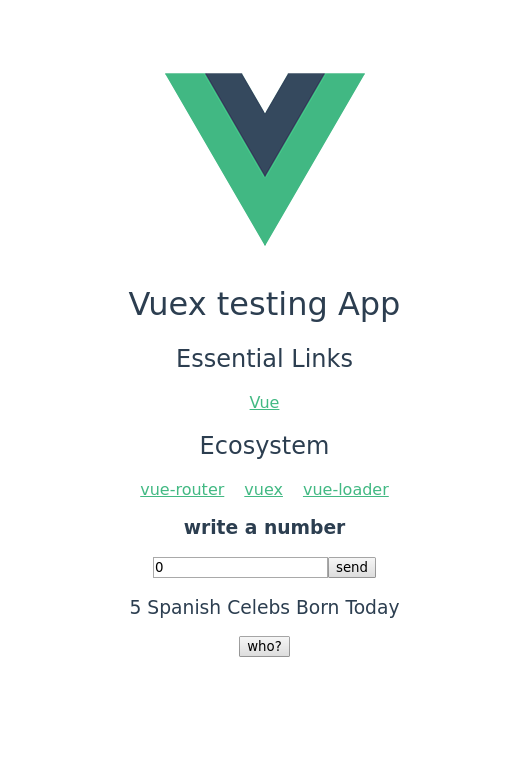 Vuex testing App
Essential Links
Vue
Ecosystem
vue-router vuex vue-loader
write a number
0 send
5 Spanish Celebs Born Today
who?